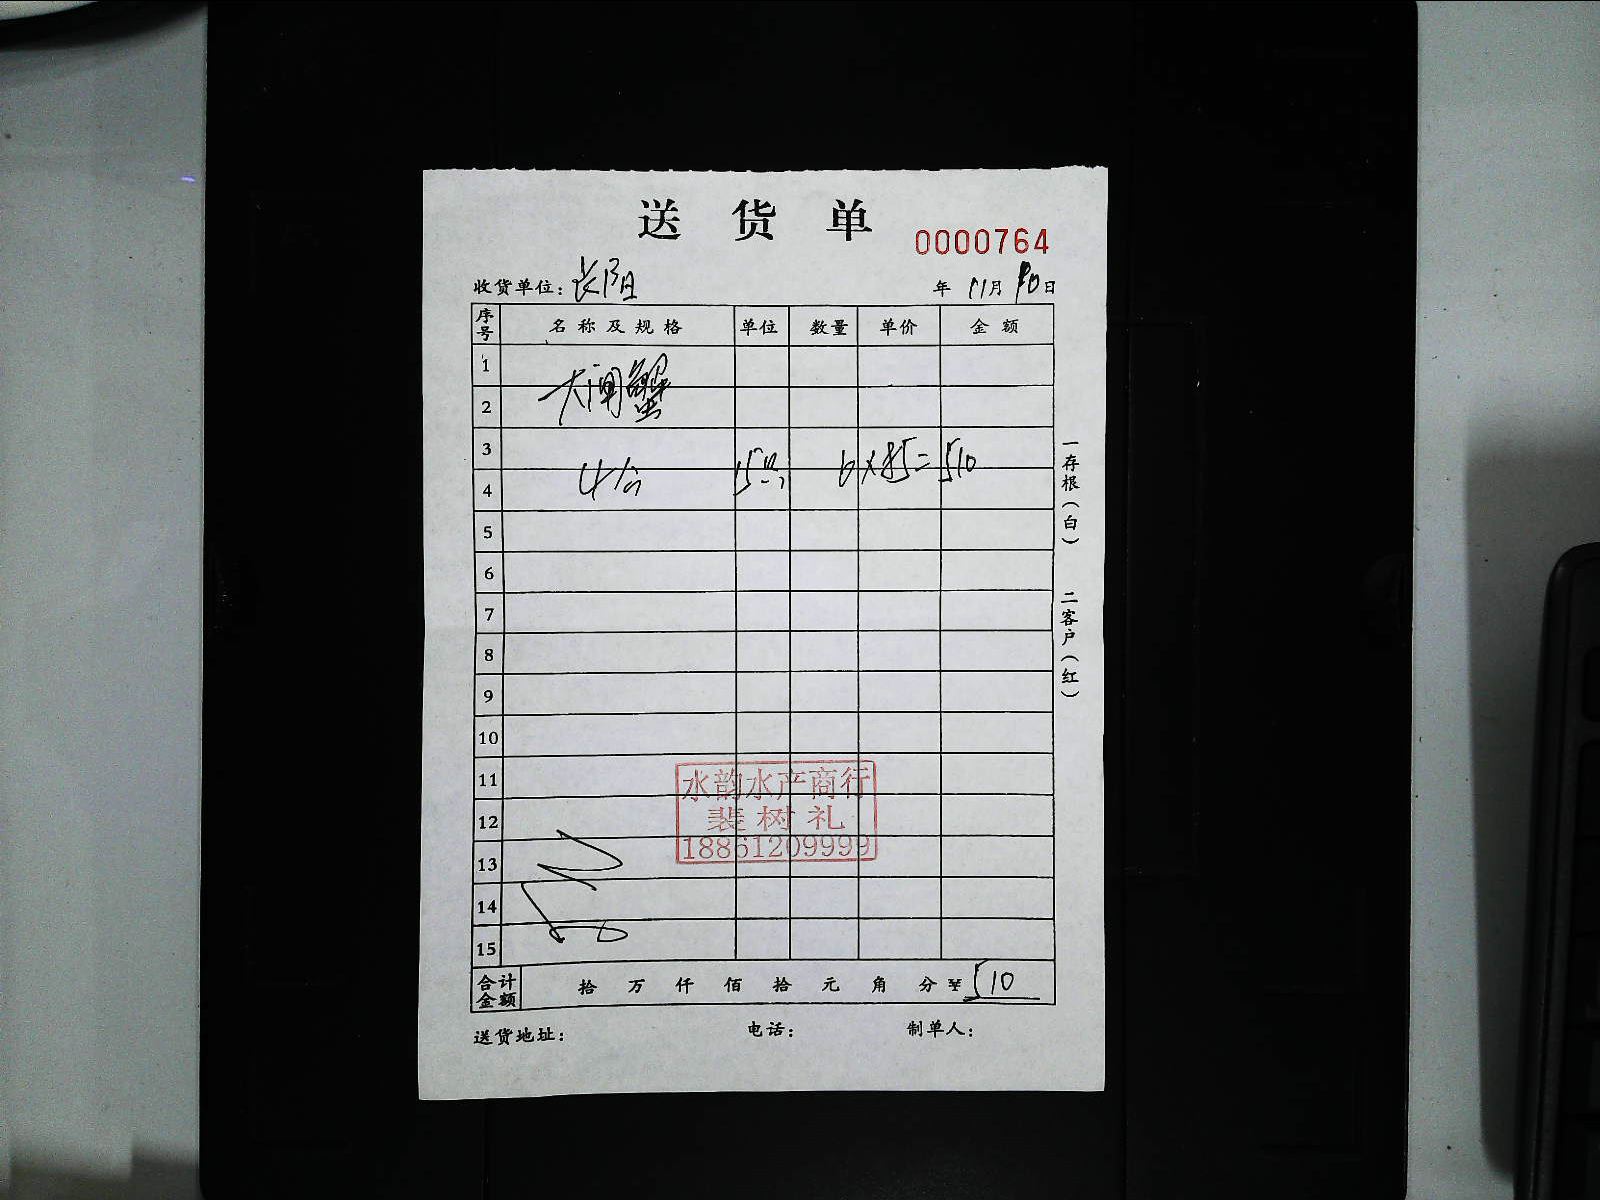 送货单
0000764
收货单位：长阳 年 11月10日
序号 名称及规格 单位 数量 单价 金额
1
大闸蟹
2
3
4 4合 15只 6×85=510
5
6
7
8
9
10
11
12
13
14
15
水韵水产商行
裴树礼
18861209999
合计金额 拾 万 仟 佰 拾 元 角 分 ¥ 510
送货地址： 电话： 制单人：
一存根（白） 二客户（红）